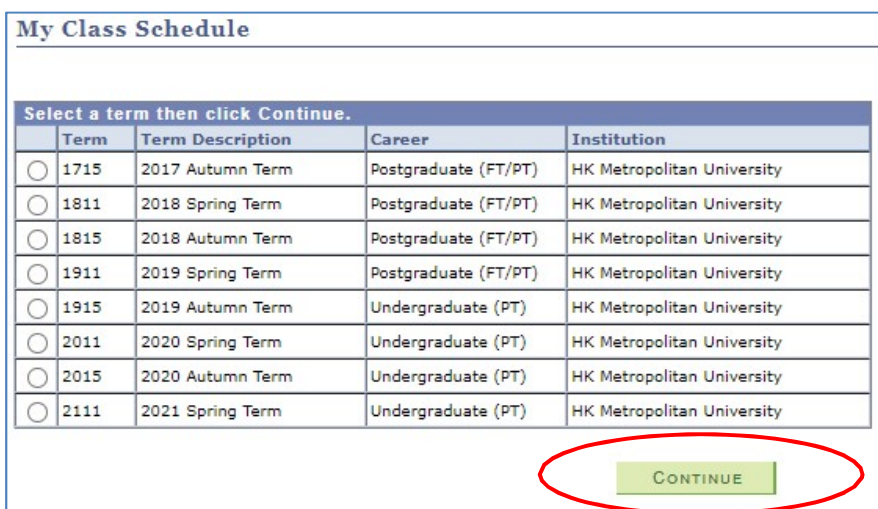 My Class Schedule
Select a term then click Continue.
Term Term Description Career Institution
1715 2017 Autumn Term Postgraduate (FT/PT) HK Metropolitan University
1811 2018 Spring Term Postgraduate (FT/PT) HK Metropolitan University
1815 2018 Autumn Term Postgraduate (FT/PT) HK Metropolitan University
1911 2019 Spring Term Postgraduate (FT/PT) HK Metropolitan University
1915 2019 Autumn Term Undergraduate (PT) HK Metropolitan University
2011 2020 Spring Term Undergraduate (PT) HK Metropolitan University
2015 2020 Autumn Term Undergraduate (PT) HK Metropolitan University
2111 2021 Spring Term Undergraduate (PT) HK Metropolitan University
CONTINUE